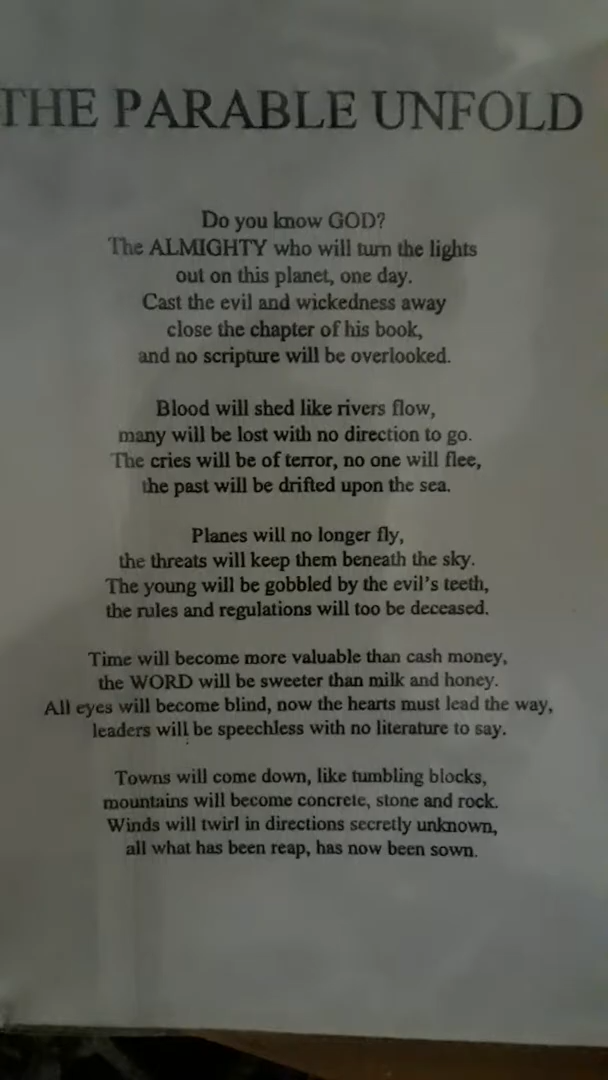 THE PARABLE UNFOLD
Do you know GOD?
The ALMIGHTY who will turn the lights
out on this planet, one day.
Cast the evil and wickedness away
close the chapter of his book,
and no scripture will be overlooked.
Blood will shed like rivers flow,
many will be lost with no direction to go.
The cries will be of terror, no one will flee,
the past will be drifted upon the sea.
Planes will no longer fly,
the threats will keep them beneath the sky.
The young will be gobbled by the evil's teeth,
the rules and regulations will too be deceased.
Time will become more valuable than cash money,
the WORD will be sweeter than milk and honey.
All eyes will become blind, now the hearts must lead the way,
leaders will be speechless with no literature to say.
Towns will come down, like tumbling blocks,
mountains will become concrete, stone and rock.
Winds will twirl in directions secretly unknown,
all what has been reap, has now been sown.